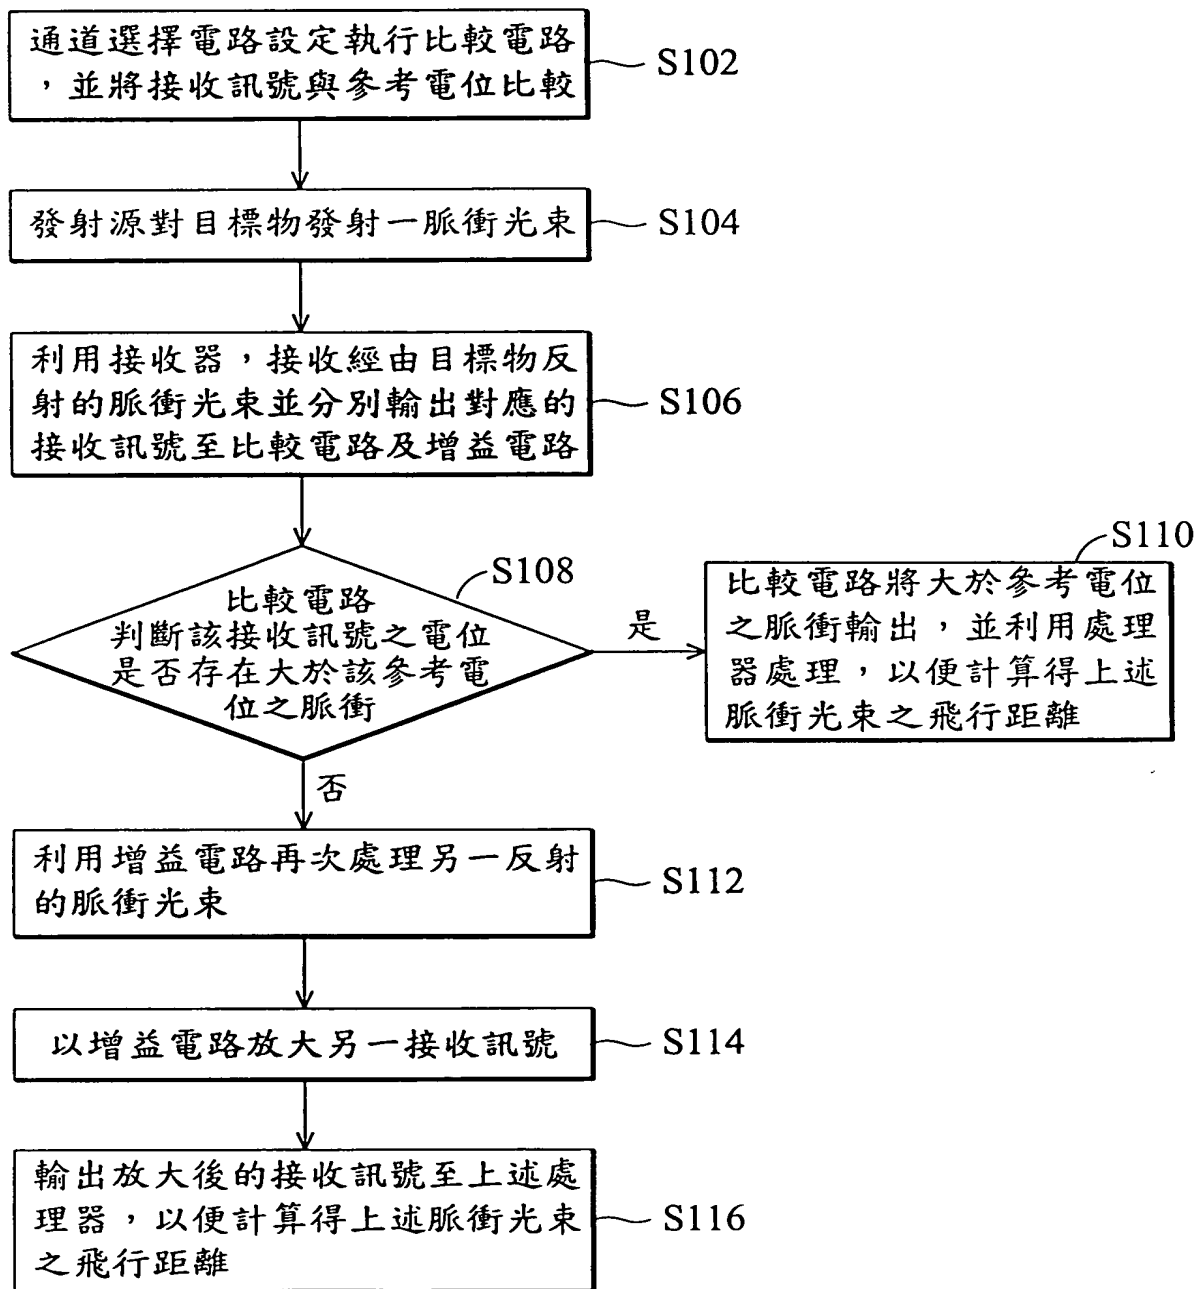 通道選擇電路設定執行比較電路
，並將接收訊號與參考電位比較
S102
發射源對目標物發射一脈衝光束
S104
利用接收器，接收經由目標物反
射的脈衝光束並分別輸出對應的
接收訊號至比較電路及增益電路
S106
比較電路
判斷該接收訊號之電位
是否存在大於該參考電
位之脈衝
S108
是
比較電路將大於參考電位
之脈衝輸出，並利用處理
器處理，以便計算得上述
脈衝光束之飛行距離
S110
否
利用增益電路再次處理另一反射
的脈衝光束
S112
以增益電路放大另一接收訊號
S114
輸出放大後的接收訊號至上述處
理器，以便計算得上述脈衝光束
之飛行距離
S116